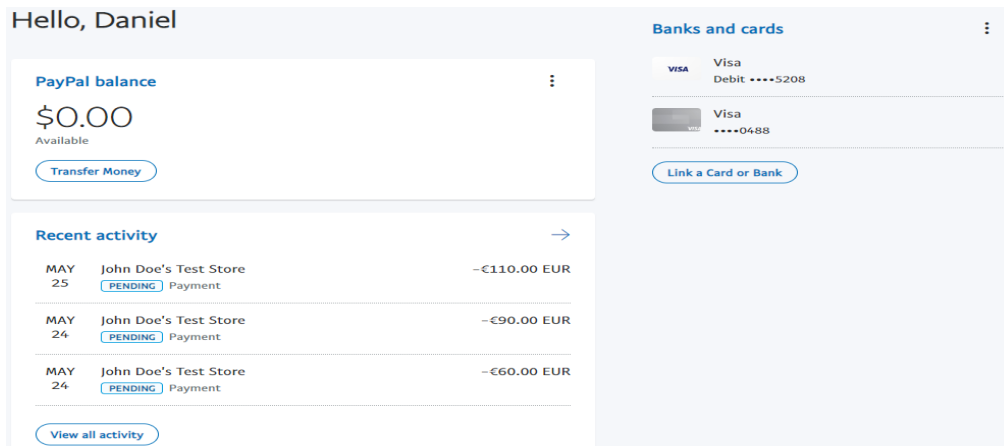 Hello, Daniel
PayPal balance
$0.00
Available
Transfer Money
Recent activity
MAY 25 John Doe's Test Store −€110.00 EUR
PENDING Payment
MAY 24 John Doe's Test Store −€90.00 EUR
PENDING Payment
MAY 24 John Doe's Test Store −€60.00 EUR
PENDING Payment
View all activity
Banks and cards
VISA
Visa
Debit ••••5208
VISA
Visa
••••0488
Link a Card or Bank